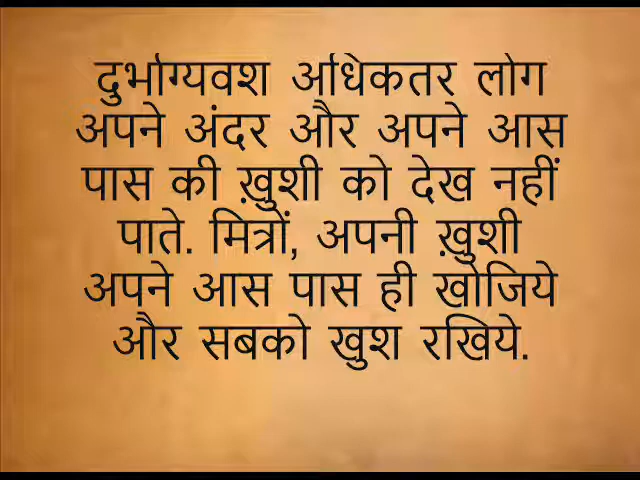 दुर्भाग्यवश अधिकतर लोग
अपने अंदर और अपने आस
पास की ख़ुशी को देख नहीं
पाते. मित्रों, अपनी ख़ुशी
अपने आस पास ही खोजिये
और सबको खुश रखिये.